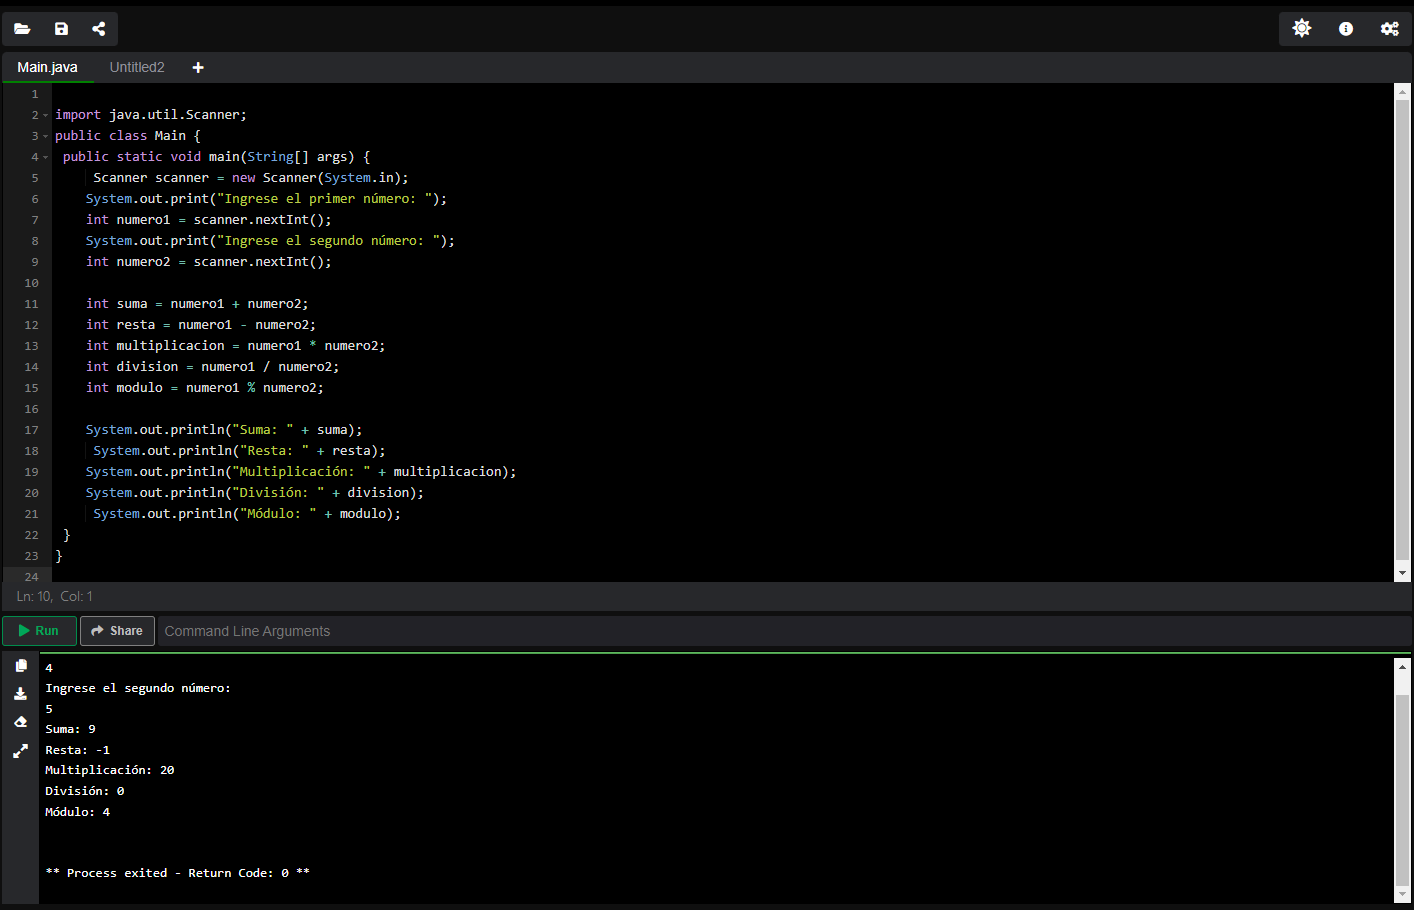 Main.java Untitled2 +
1
2 import java.util.Scanner;
3 public class Main {
4 public static void main(String[] args) {
5 Scanner scanner = new Scanner(System.in);
6 System.out.print("Ingrese el primer número: ");
7 int numero1 = scanner.nextInt();
8 System.out.print("Ingrese el segundo número: ");
9 int numero2 = scanner.nextInt();
10
11 int suma = numero1 + numero2;
12 int resta = numero1 - numero2;
13 int multiplicacion = numero1 * numero2;
14 int division = numero1 / numero2;
15 int modulo = numero1 % numero2;
16
17 System.out.println("Suma: " + suma);
18 System.out.println("Resta: " + resta);
19 System.out.println("Multiplicación: " + multiplicacion);
20 System.out.println("División: " + division);
21 System.out.println("Módulo: " + modulo);
22 }
23 }
24
Ln: 10, Col: 1
Run Share Command Line Arguments
4
Ingrese el segundo número:
5
Suma: 9
Resta: -1
Multiplicación: 20
División: 0
Módulo: 4
** Process exited - Return Code: 0 **